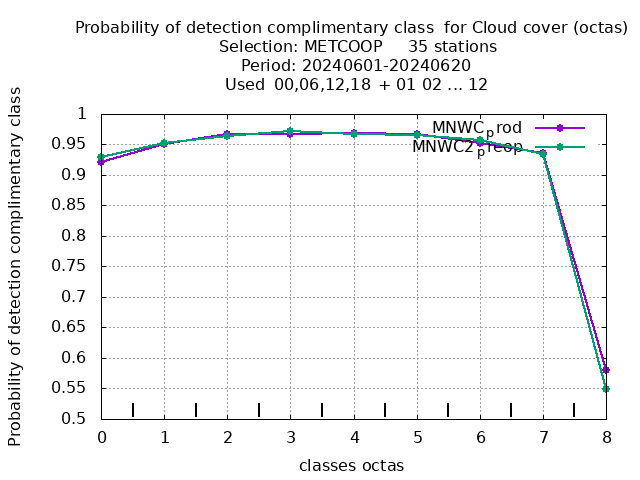 Probability of detection complimentary class  for Cloud cover (octas)
Selection: METCOOP     35 stations
Period: 20240601-20240620
Used  00,06,12,18  + 01 02 ... 12
Probability of detection complimentary class
1
0.95
0.9
0.85
0.8
0.75
0.7
0.65
0.6
0.55
0.5
MNWCprod
MNWC2preop
0 1 2 3 4 5 6 7 8
classes octas